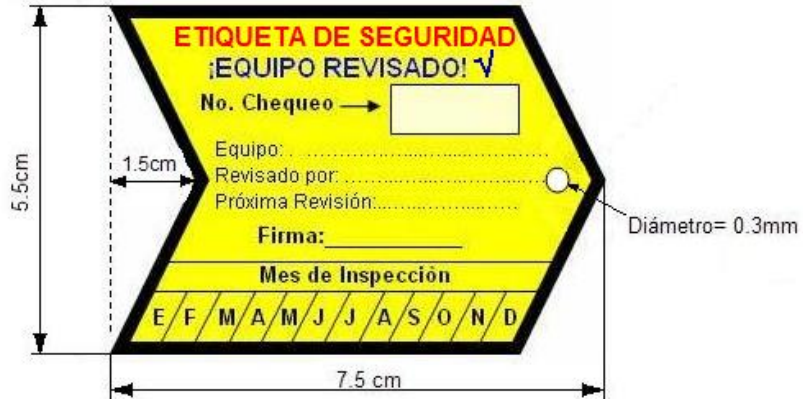 ETIQUETA DE SEGURIDAD
¡EQUIPO REVISADO! √
No. Chequeo
Equipo:
1.5cm
Revisado por:
Próxima Revisión:
5.5cm
Diámetro= 0.3mm
Firma:
Mes de Inspección
E F M A M J J A S O N D
7.5 cm